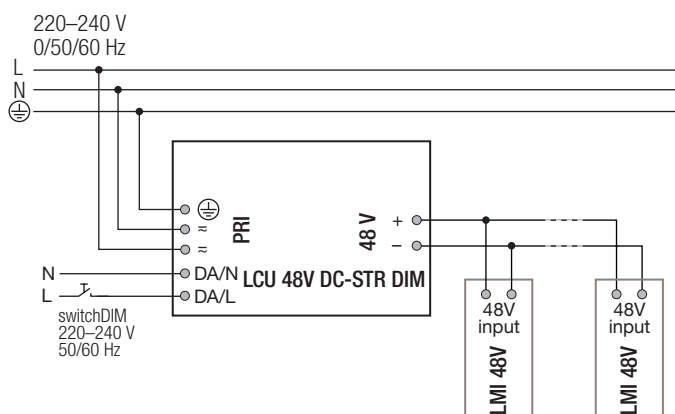 220–240 V
0/50/60 Hz
L
N
PRI
≂
≂
48 V
+
−
N
DA/N
LCU 48V DC-STR DIM
L
DA/L
switchDIM
220–240 V
50/60 Hz
48V
input
LMI 48V
48V
input
LMI 48V